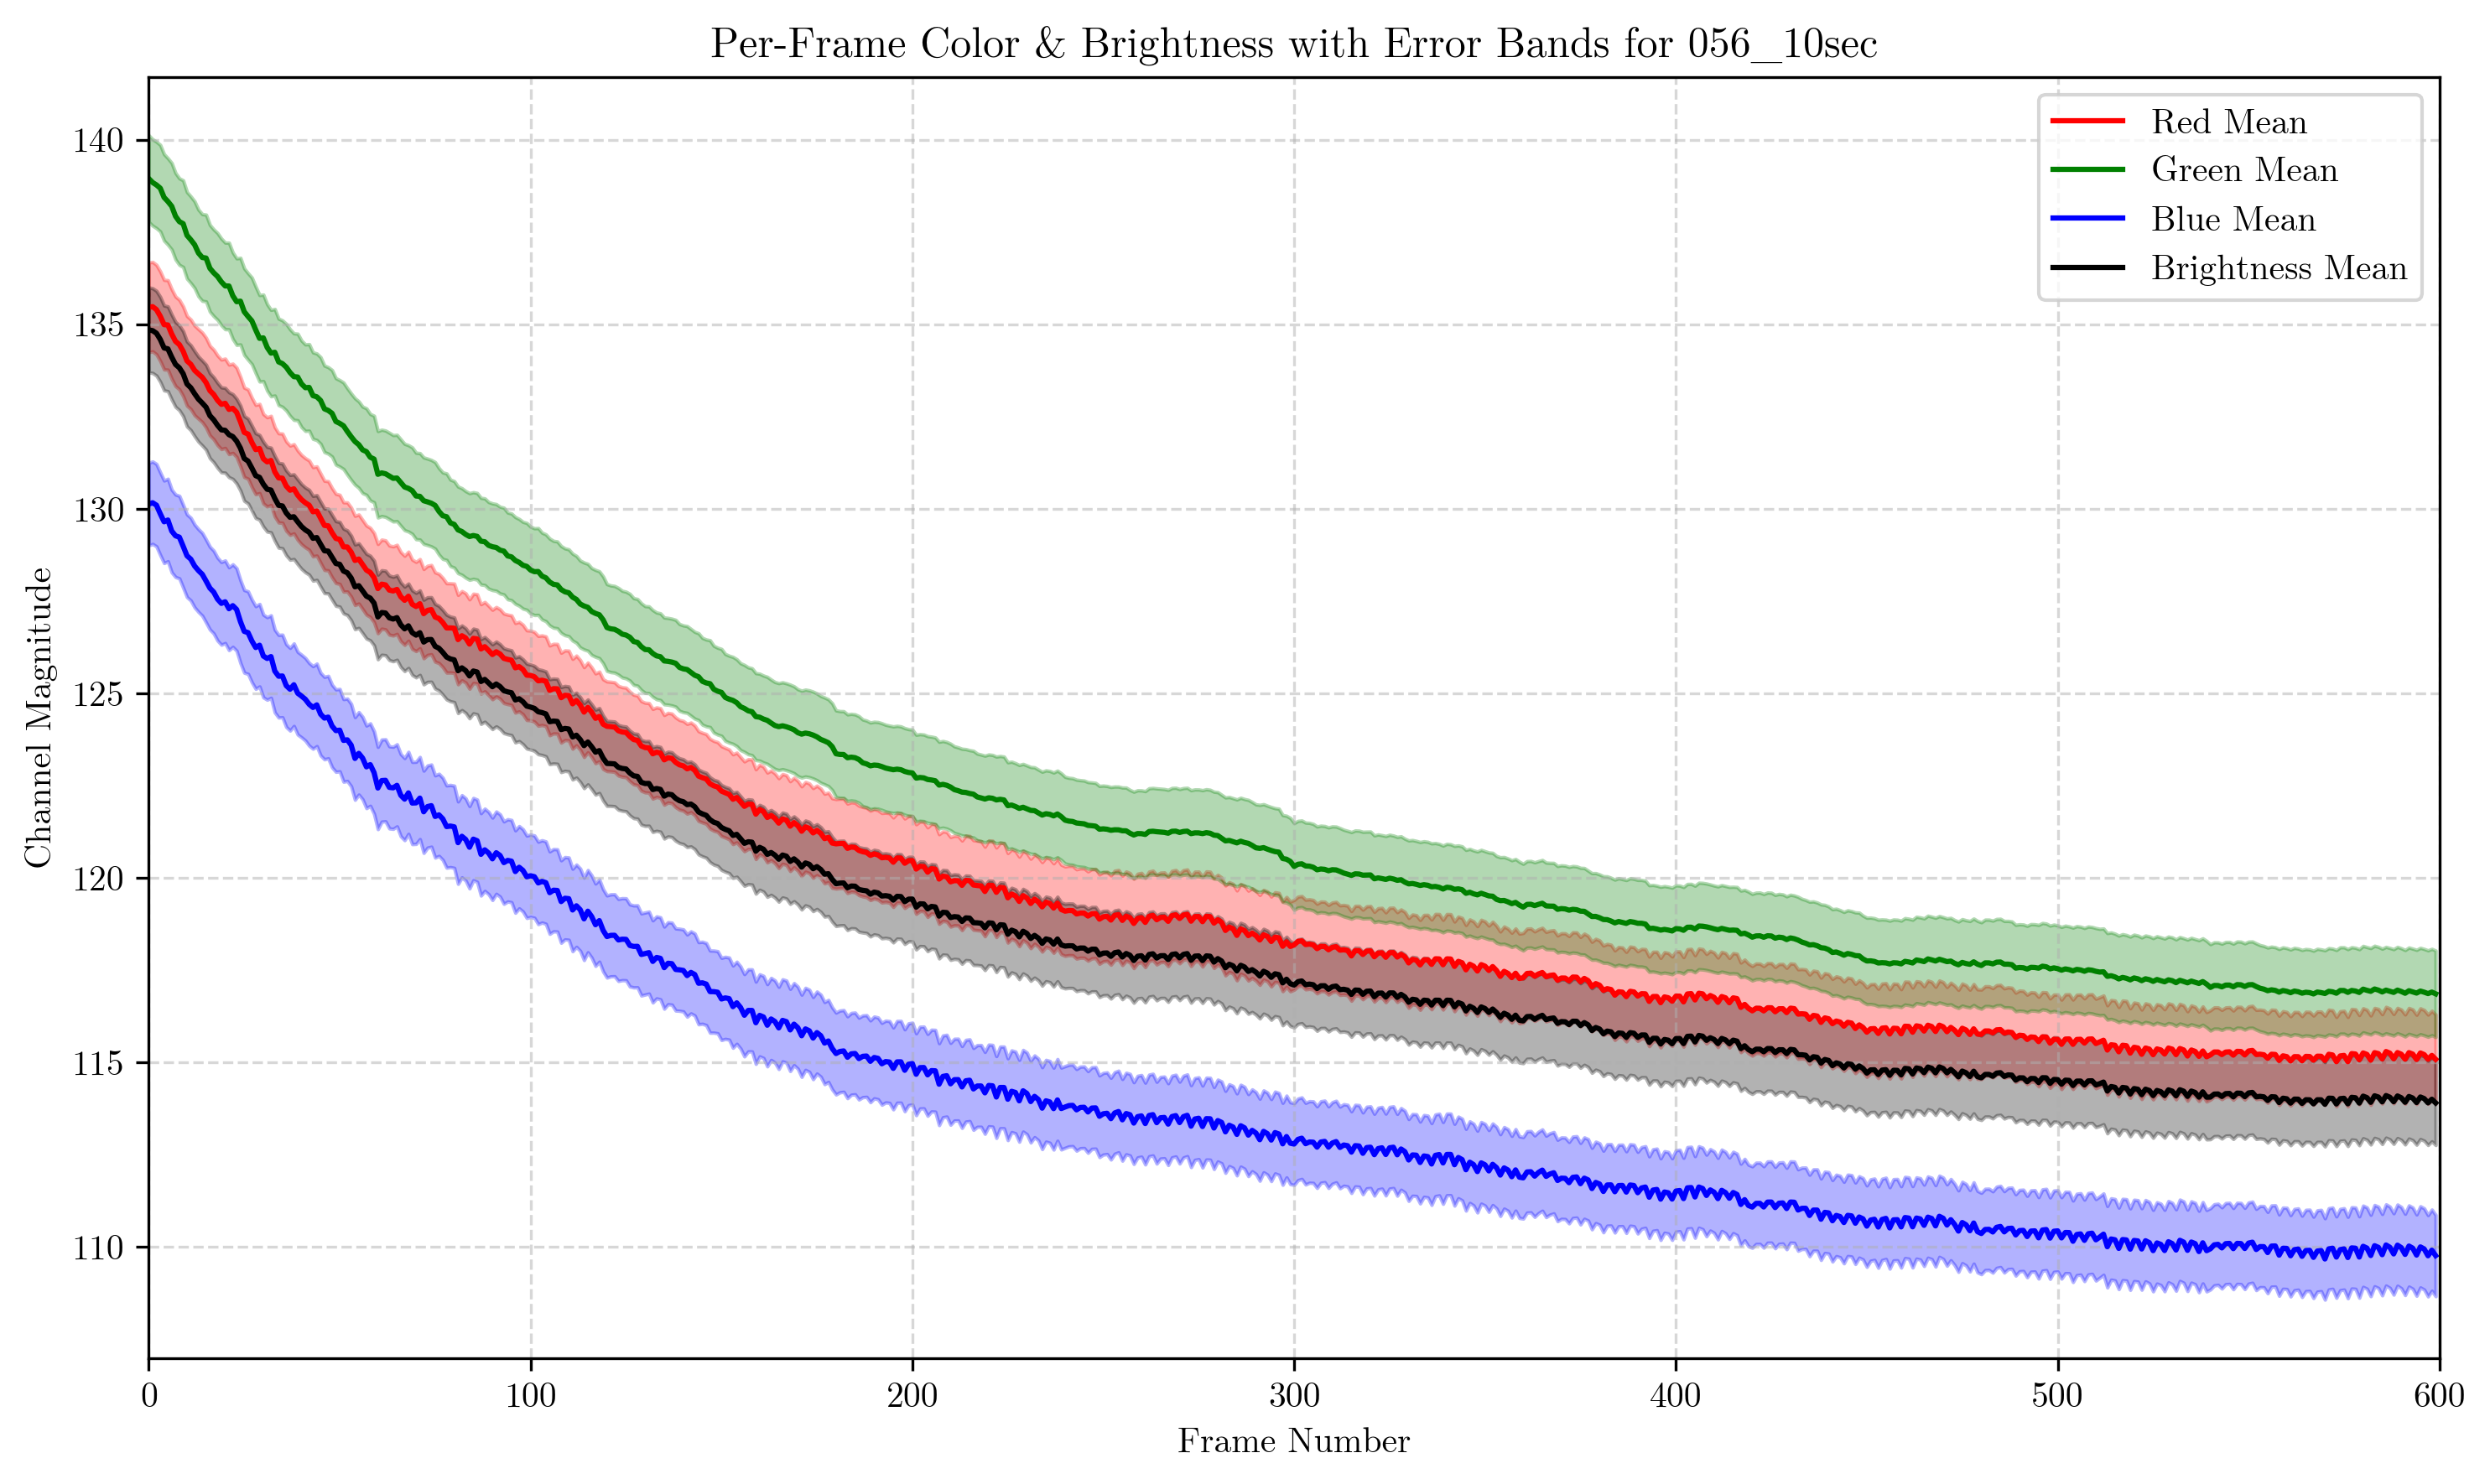 Per-Frame Color & Brightness with Error Bands for 056_10sec
Red Mean
Green Mean
Blue Mean
Brightness Mean
Channel Magnitude
140
135
130
125
120
115
110
0 100 200 300 400 500 600
Frame Number